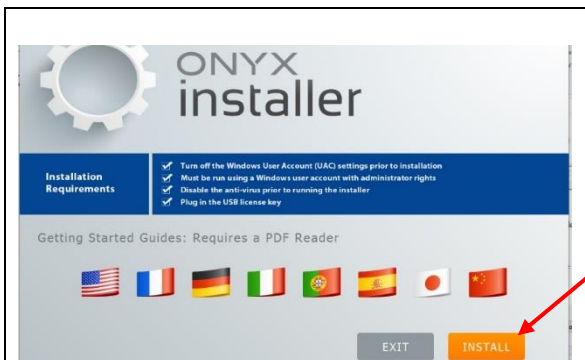 ONYX
installer
Installation
Requirements
Turn off the Windows User Account (UAC) settings prior to installation
Must be run using a Windows user account with administrator rights
Disable the anti-virus prior to running the installer
Plug in the USB license key
Getting Started Guides: Requires a PDF Reader
EXIT
INSTALL